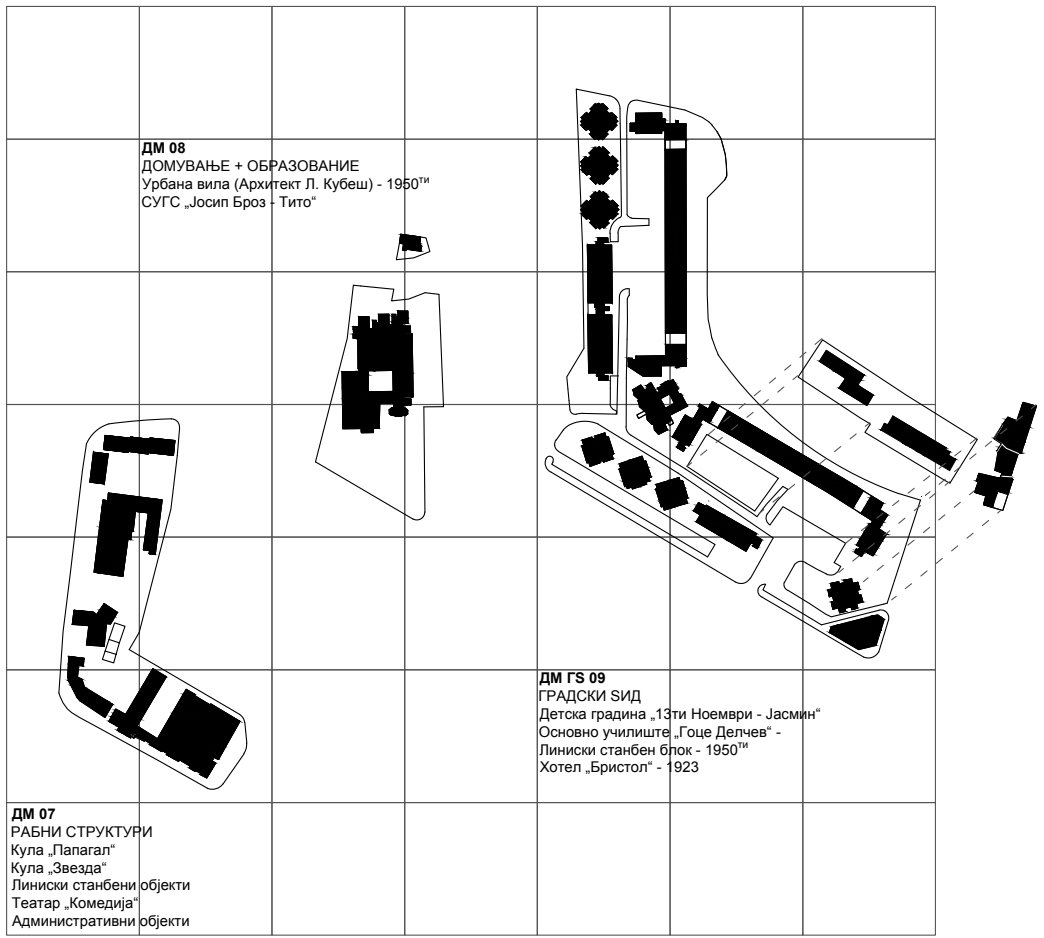 ДМ 08
ДОМУВАЊЕ + ОБРАЗОВАНИЕ
Урбана вила (Архитект Л. Кубеш) - 1950ти
СУГС „Јосип Броз - Тито“
ДМ ГS 09
ГРАДСКИ ЅИД
Детска градина „13ти Ноември - Јасмин“
Основно училиште „Гоце Делчев“ -
Линиски станбен блок - 1950ти
Хотел „Бристол“ - 1923
ДМ 07
РАБНИ СТРУКТУРИ
Кула „Папагал“
Кула „Звезда“
Линиски станбени објекти
Театар „Комедија“
Административни објекти